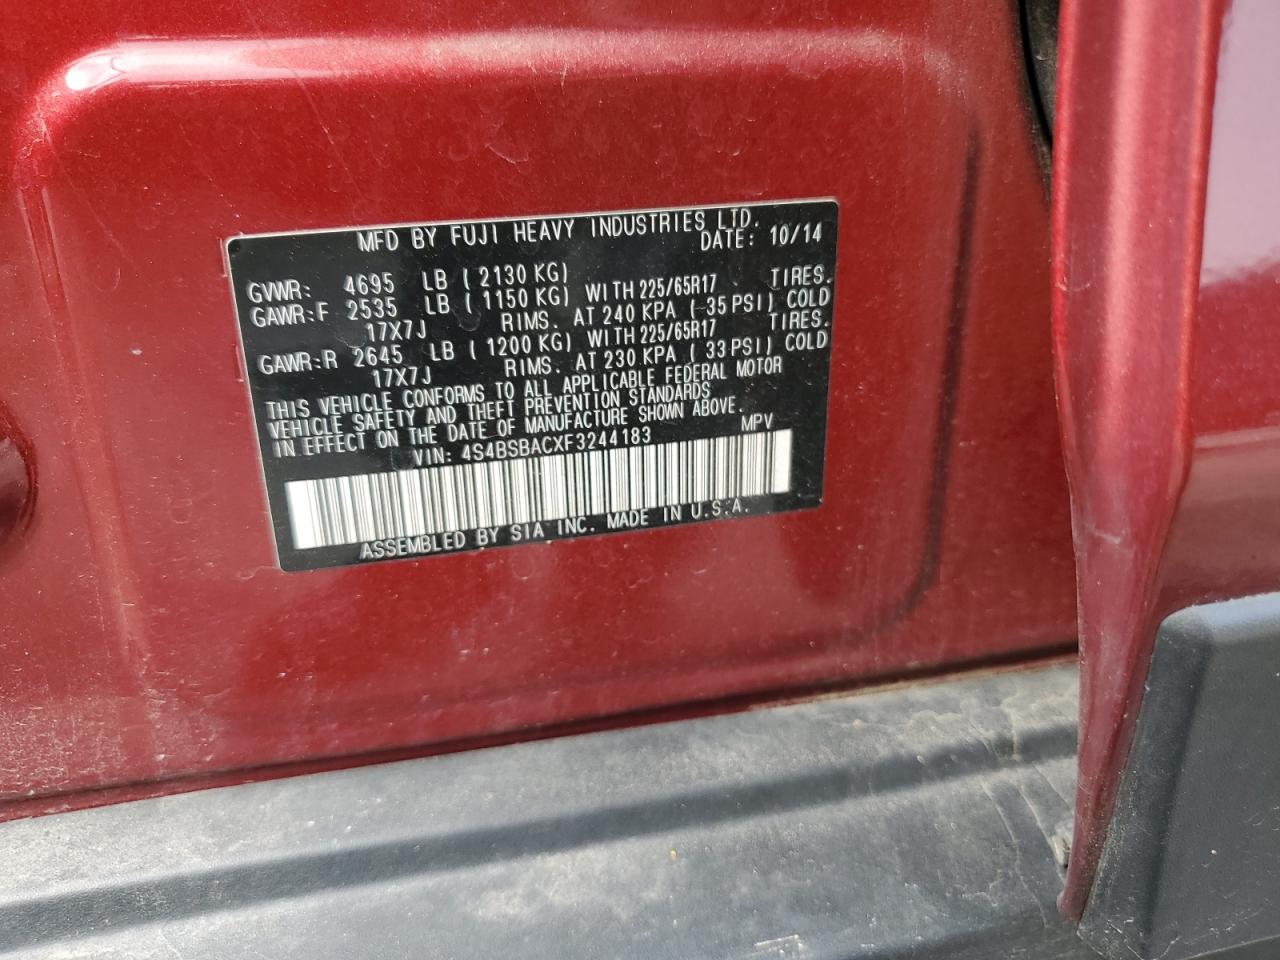 MFD BY FUJI HEAVY INDUSTRIES LTD.
DATE: 10/14
GVWR: 4695 LB ( 2130 KG)
GAWR:F 2535 LB ( 1150 KG) WITH 225/65R17 TIRES.
17X7J RIMS. AT 240 KPA ( 35 PSI) COLD
GAWR:R 2645 LB ( 1200 KG) WITH 225/65R17 TIRES.
17X7J RIMS. AT 230 KPA ( 33 PSI) COLD
THIS VEHICLE CONFORMS TO ALL APPLICABLE FEDERAL MOTOR
VEHICLE SAFETY AND THEFT PREVENTION STANDARDS
IN EFFECT ON THE DATE OF MANUFACTURE SHOWN ABOVE.
VIN: 4S4BSBACXF3244183 MPV
ASSEMBLED BY SIA INC. MADE IN U.S.A.